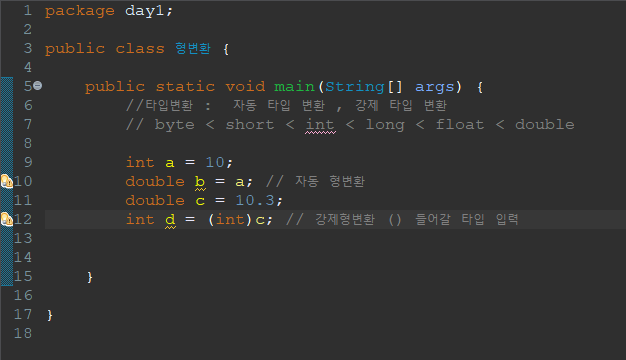 1 package day1;
2
3 public class 형변환 {
4
5 public static void main(String[] args) {
6 //타입변환 : 자동 타입 변환 , 강제 타입 변환
7 // byte < short < int < long < float < double
8
9 int a = 10;
10 double b = a; // 자동 형변환
11 double c = 10.3;
12 int d = (int)c; // 강제형변환 () 들어갈 타입 입력
13
14
15 }
16
17 }
18